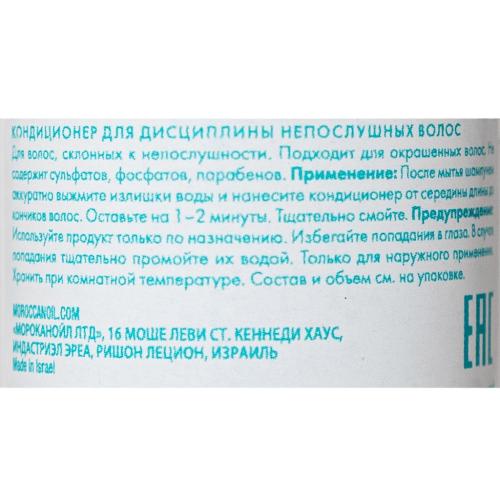 КОНДИЦИОНЕР ДЛЯ ДИСЦИПЛИНЫ НЕПОСЛУШНЫХ ВОЛОС
Для волос, склонных к непослушности. Подходит для окрашенных волос. Не
содержит сульфатов, фосфатов, парабенов. Применение: После мытья шампунем
аккуратно выжмите излишки воды и нанесите кондиционер от середины длины до
кончиков волос. Оставьте на 1–2 минуты. Тщательно смойте. Предупреждение:
Используйте продукт только по назначению. Избегайте попадания в глаза. В случае
попадания тщательно промойте их водой. Только для наружного применения.
Хранить при комнатной температуре. Состав и объем см. на упаковке.
MOROCCANOIL.COM
«МОРОКАНОЙЛ ЛТД», 16 МОШЕ ЛЕВИ СТ. КЕННЕДИ ХАУС,
ИНДАСТРИЭЛ ЭРЕА, РИШОН ЛЕЦИОН, ИЗРАИЛЬ
Made in Israel
EAC